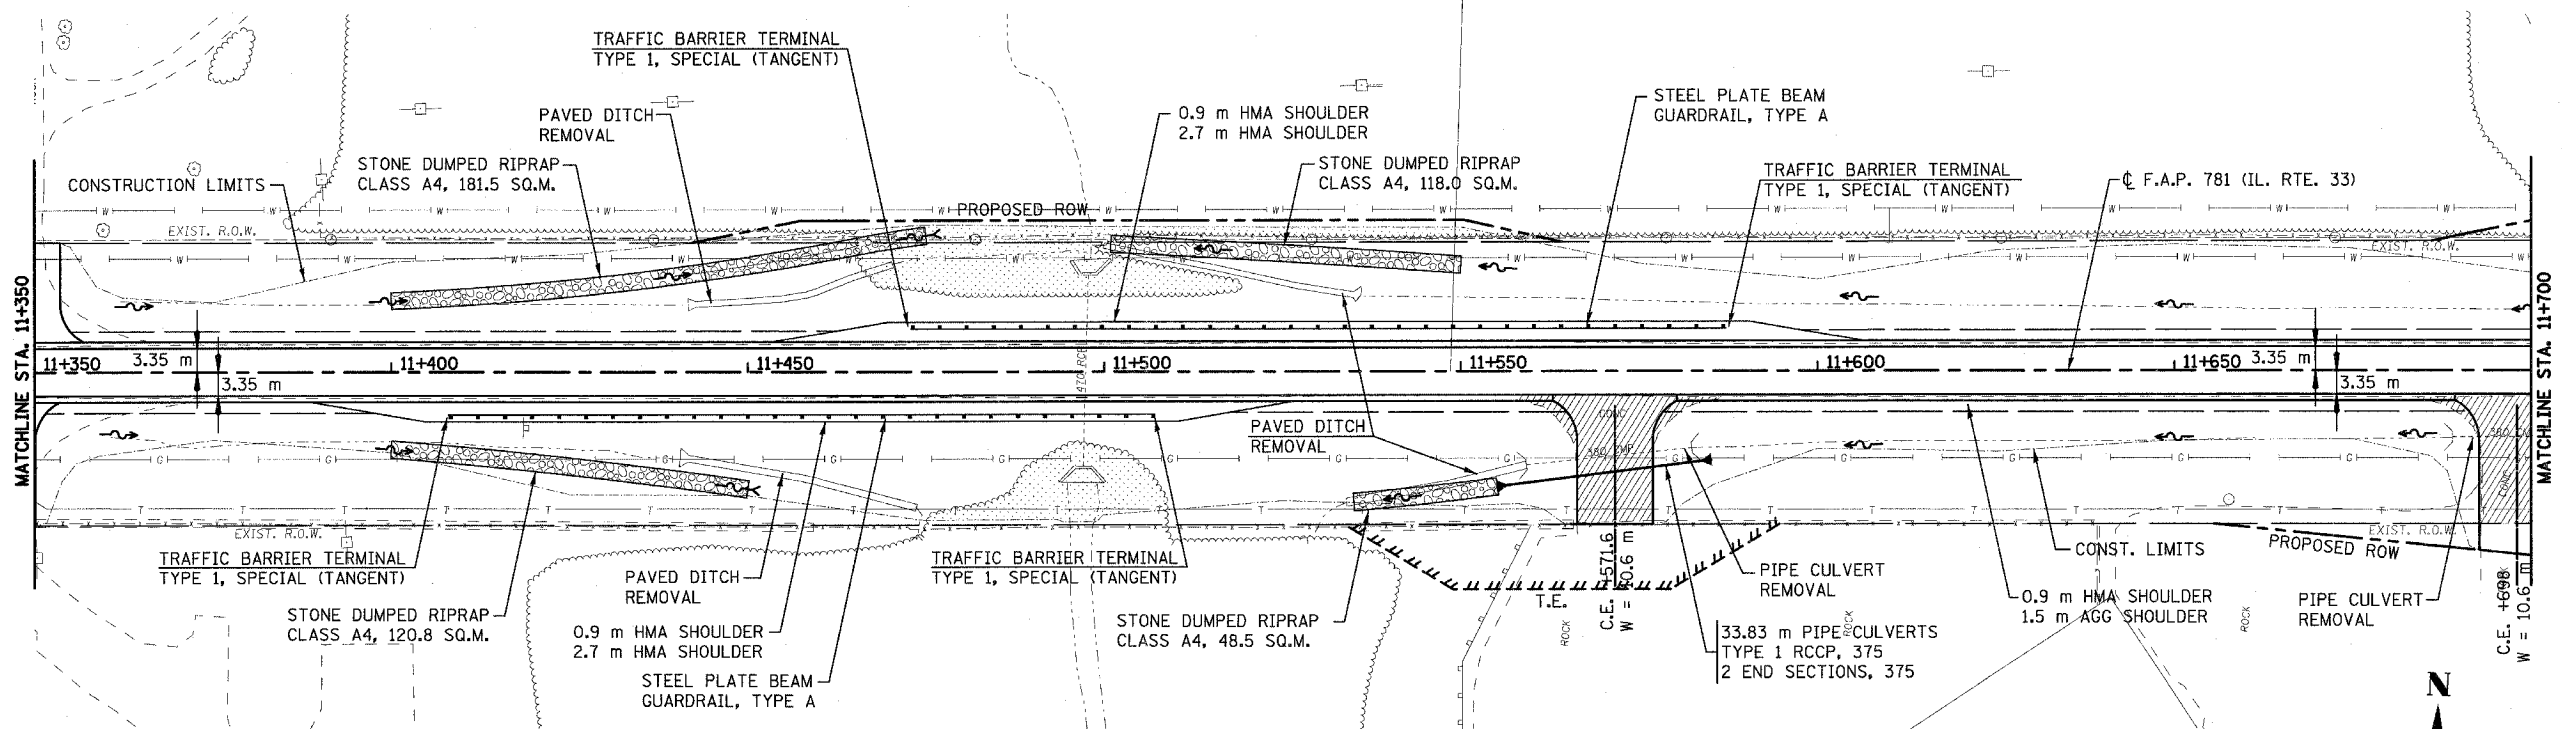 TRAFFIC BARRIER TERMINAL
TYPE 1, SPECIAL (TANGENT)
PAVED DITCH
REMOVAL
0.9 m HMA SHOULDER
2.7 m HMA SHOULDER
STEEL PLATE BEAM
GUARDRAIL, TYPE A
STONE DUMPED RIPRAP
CLASS A4, 181.5 SQ.M.
CONSTRUCTION LIMITS
STONE DUMPED RIPRAP
CLASS A4, 118.0 SQ.M.
TRAFFIC BARRIER TERMINAL
TYPE 1, SPECIAL (TANGENT)
℄ F.A.P. 781 (IL. RTE. 33)
PROPOSED ROW
EXIST. R.O.W.
EXIST. R.O.W.
MATCHLINE STA. 11+350
MATCHLINE STA. 11+700
11+350
3.35 m
3.35 m
11+400
11+450
11+500
11+550
11+600
11+650
3.35 m
3.35 m
PAVED DITCH
REMOVAL
CONC
EXIST. R.O.W.
EXIST. R.O.W.
TRAFFIC BARRIER TERMINAL
TYPE 1, SPECIAL (TANGENT)
STONE DUMPED RIPRAP
CLASS A4, 120.8 SQ.M.
PAVED DITCH
REMOVAL
0.9 m HMA SHOULDER
2.7 m HMA SHOULDER
STEEL PLATE BEAM
GUARDRAIL, TYPE A
TRAFFIC BARRIER TERMINAL
TYPE 1, SPECIAL (TANGENT)
STONE DUMPED RIPRAP
CLASS A4, 48.5 SQ.M.
T.E.
ROCK
C.E. +571.6
W = 10.6 m
PIPE CULVERT
REMOVAL
33.83 m PIPE CULVERTS
TYPE 1 RCCP, 375
2 END SECTIONS, 375
ROCK
CONST. LIMITS
0.9 m HMA SHOULDER
1.5 m AGG SHOULDER
PROPOSED ROW
ROCK
PIPE CULVERT
REMOVAL
C.E. +698
W = 10.6 m
N